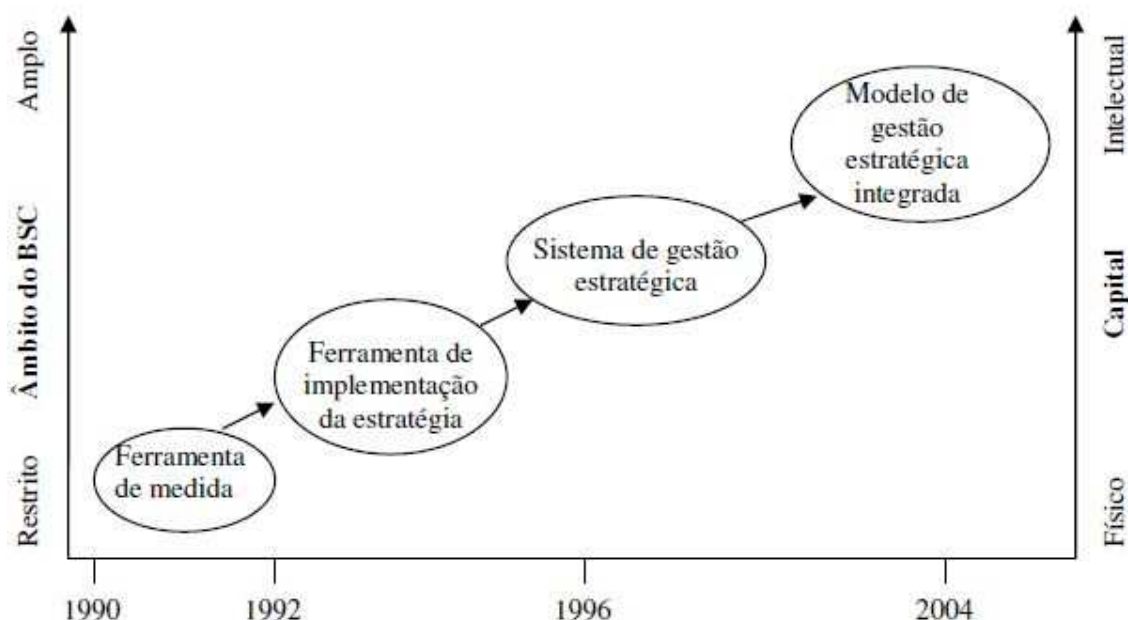 Amplo
Âmbito do BSC
Restrito
Modelo de
gestão
estratégica
integrada
Sistema de gestão
estratégica
Ferramenta de
implementação
da estratégia
Ferramenta
de medida
Intelectual
Capital
Físico
1990
1992
1996
2004